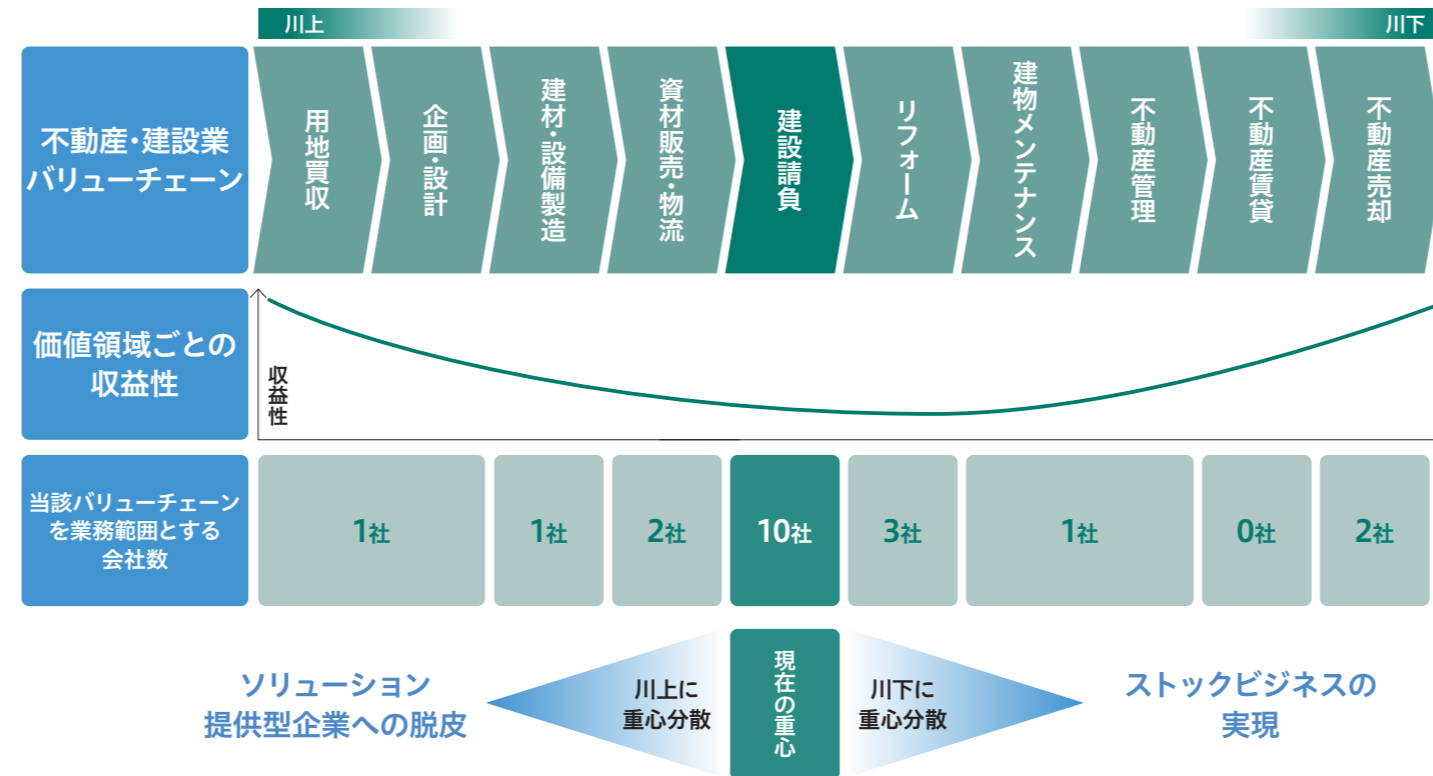 川上
川下
不動産・建設業
バリューチェーン
用地買収
企画・設計
建材・設備製造
資材販売・物流
建設請負
リフォーム
建物メンテナンス
不動産管理
不動産賃貸
不動産売却
価値領域ごとの
収益性
収益性
当該バリューチェーン
を業務範囲とする
会社数
1社
1社
2社
10社
3社
1社
0社
2社
ソリューション
提供型企業への脱皮
川上に
重心分散
現在の重心
川下に
重心分散
ストックビジネスの
実現